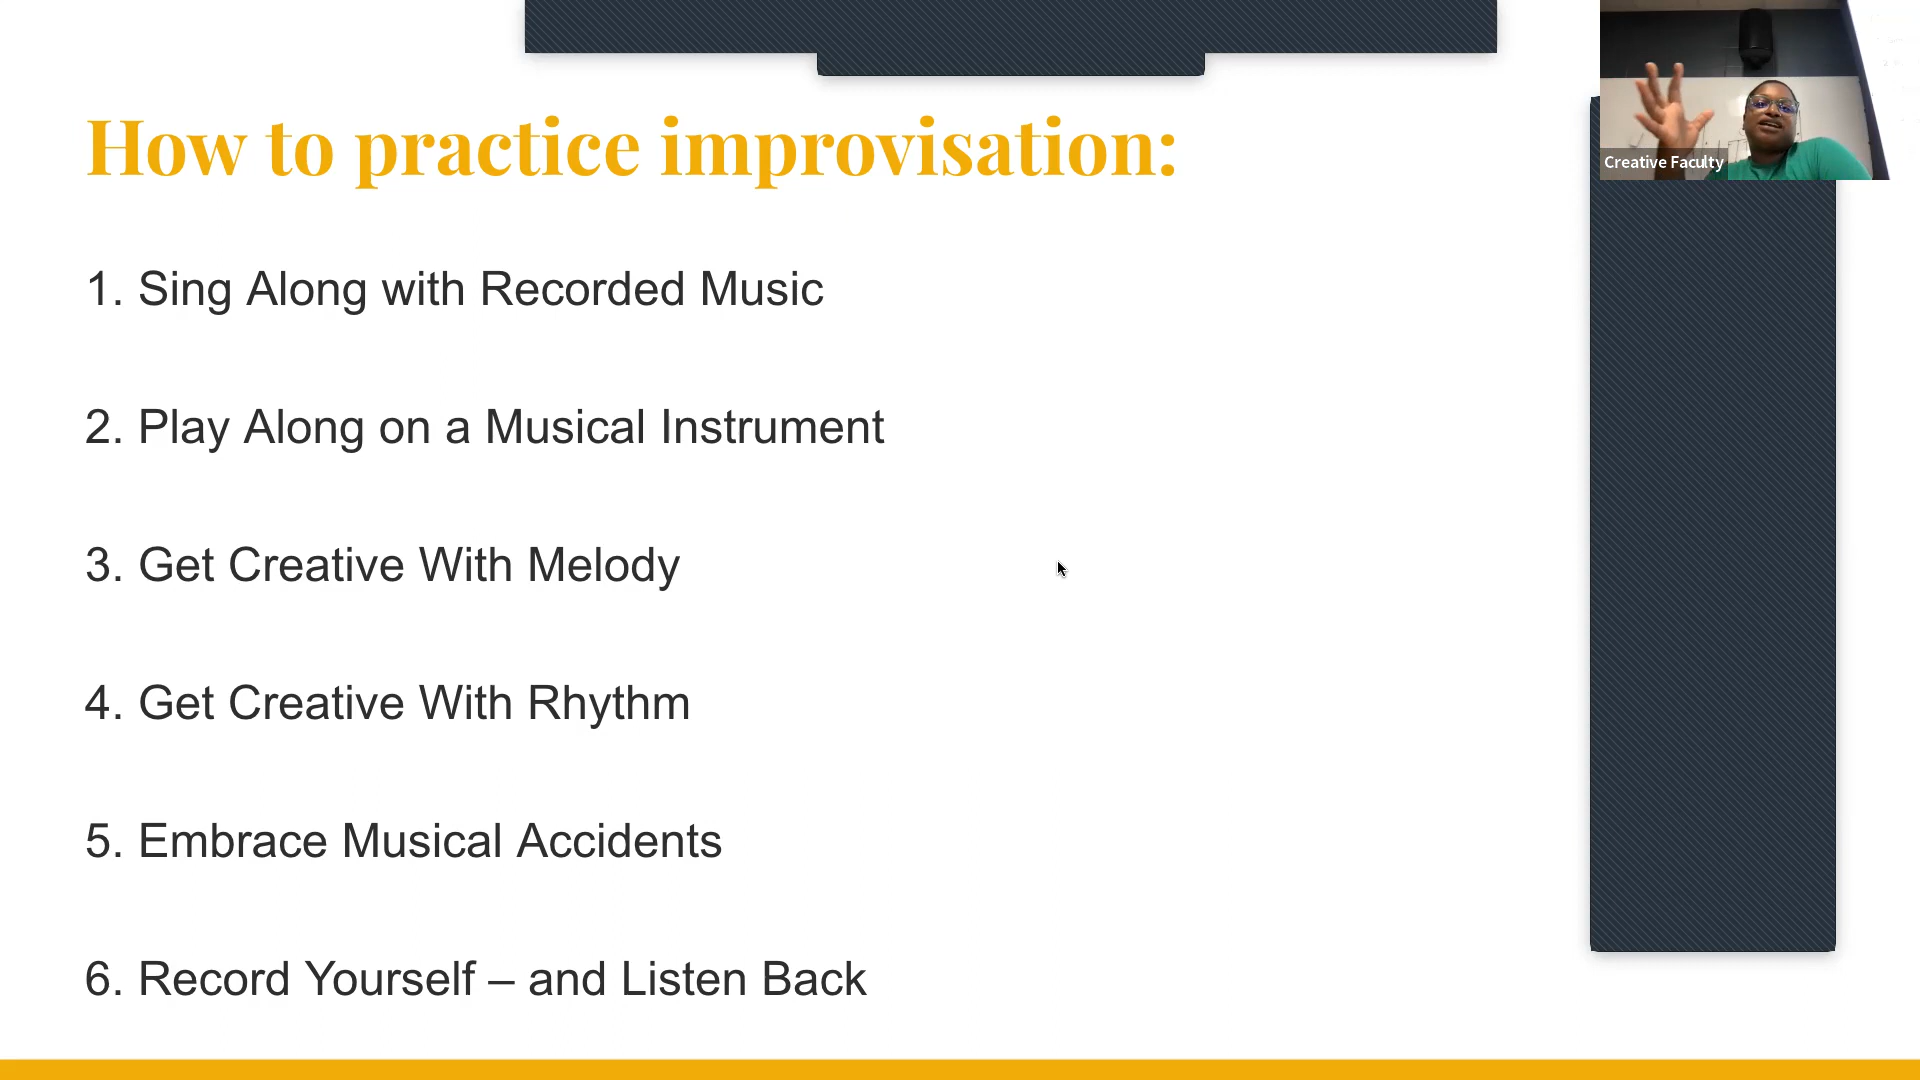 How to practice improvisation:
1. Sing Along with Recorded Music
2. Play Along on a Musical Instrument
3. Get Creative With Melody
4. Get Creative With Rhythm
5. Embrace Musical Accidents
6. Record Yourself – and Listen Back
Creative Faculty